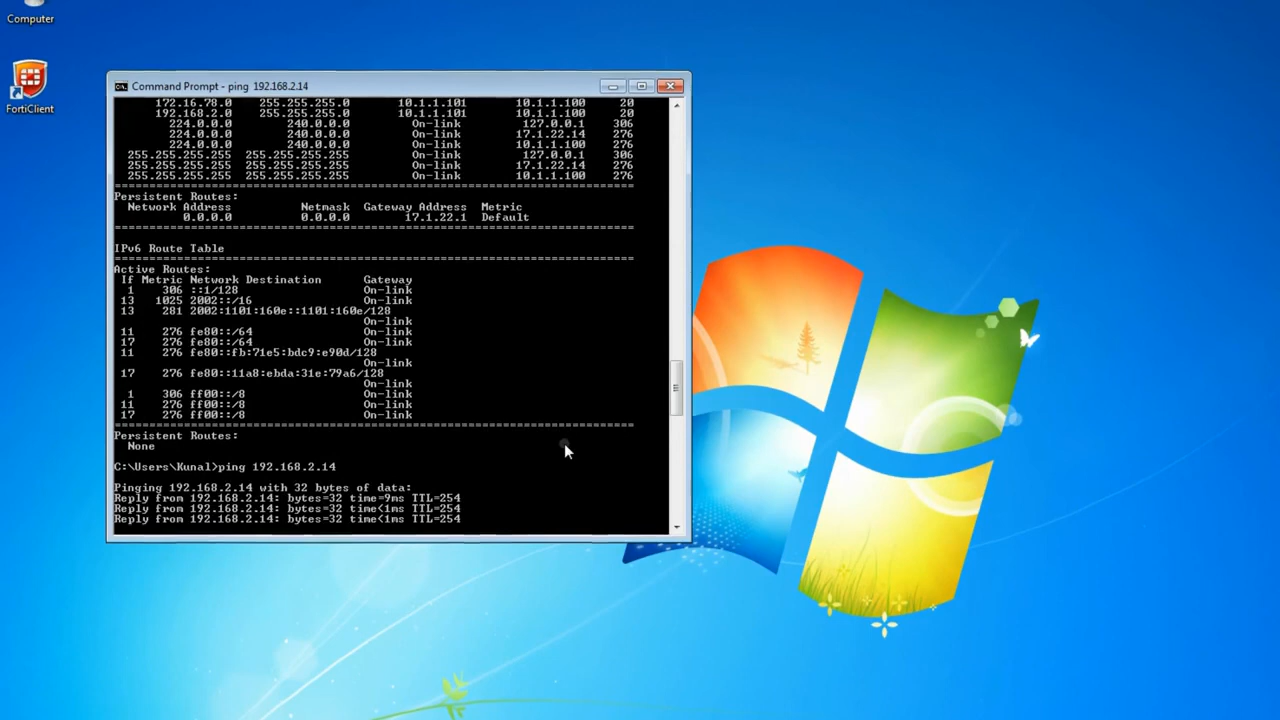 Computer
FortiClient
Command Prompt - ping 192.168.2.14
172.16.78.0 255.255.255.0 10.1.1.101 10.1.1.100 20
192.168.2.0 255.255.255.0 10.1.1.101 10.1.1.100 20
224.0.0.0 240.0.0.0 On-link 127.0.0.1 306
224.0.0.0 240.0.0.0 On-link 17.1.22.14 276
224.0.0.0 240.0.0.0 On-link 10.1.1.100 276
255.255.255.255 255.255.255.255 On-link 127.0.0.1 306
255.255.255.255 255.255.255.255 On-link 17.1.22.14 276
255.255.255.255 255.255.255.255 On-link 10.1.1.100 276
===========================================================================
Persistent Routes:
Network Address Netmask Gateway Address Metric
0.0.0.0 0.0.0.0 17.1.22.1 Default
===========================================================================
IPv6 Route Table
===========================================================================
Active Routes:
If Metric Network Destination Gateway
1 306 ::1/128 On-link
13 1025 2002::/16 On-link
13 281 2002:1101:160e::1101:160e/128
On-link
11 276 fe80::/64 On-link
17 276 fe80::/64 On-link
11 276 fe80::fb:71e5:bdc9:e90d/128
On-link
17 276 fe80::11a8:ebda:31e:79a6/128
On-link
1 306 ff00::/8 On-link
11 276 ff00::/8 On-link
17 276 ff00::/8 On-link
===========================================================================
Persistent Routes:
None
C:\Users\Kunal>ping 192.168.2.14
Pinging 192.168.2.14 with 32 bytes of data:
Reply from 192.168.2.14: bytes=32 time=9ms TTL=254
Reply from 192.168.2.14: bytes=32 time<1ms TTL=254
Reply from 192.168.2.14: bytes=32 time<1ms TTL=254